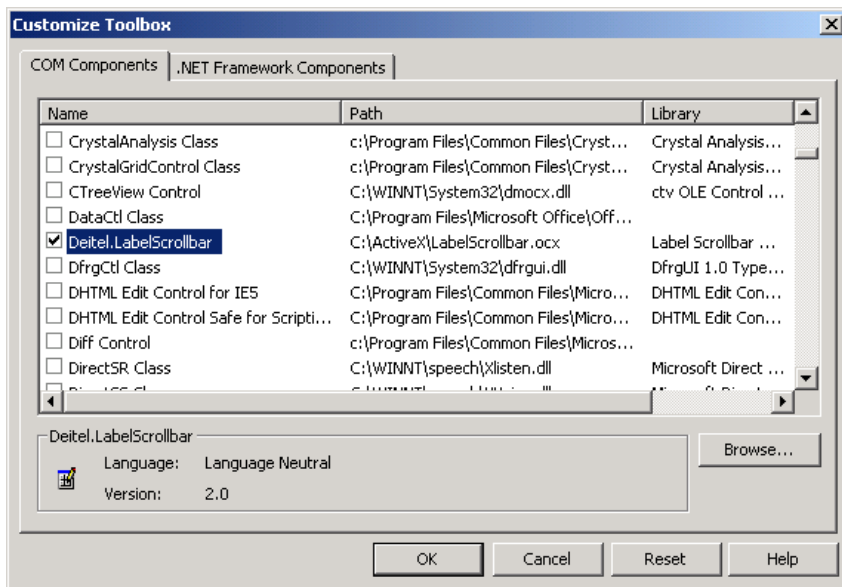 Customize Toolbox
COM Components .NET Framework Components
Name Path Library
CrystalAnalysis Class c:\Program Files\Common Files\Cryst... Crystal Analysis...
CrystalGridControl Class c:\Program Files\Common Files\Cryst... Crystal Analysis...
CTreeView Control C:\WINNT\System32\dmocx.dll ctv OLE Control ...
DataCtl Class C:\Program Files\Microsoft Office\Off...
Deitel.LabelScrollbar C:\ActiveX\LabelScrollbar.ocx Label Scrollbar ...
DfrgCtl Class C:\WINNT\System32\dfrgui.dll DfrgUI 1.0 Type...
DHTML Edit Control for IE5 C:\Program Files\Common Files\Micro... DHTML Edit Con...
DHTML Edit Control Safe for Scripti... C:\Program Files\Common Files\Micro... DHTML Edit Con...
Diff Control c:\Program Files\Common Files\Micros...
DirectSR Class C:\WINNT\speech\Xlisten.dll Microsoft Direct ...
Deitel.LabelScrollbar
Language: Language Neutral
Browse...
Version: 2.0
OK Cancel Reset Help